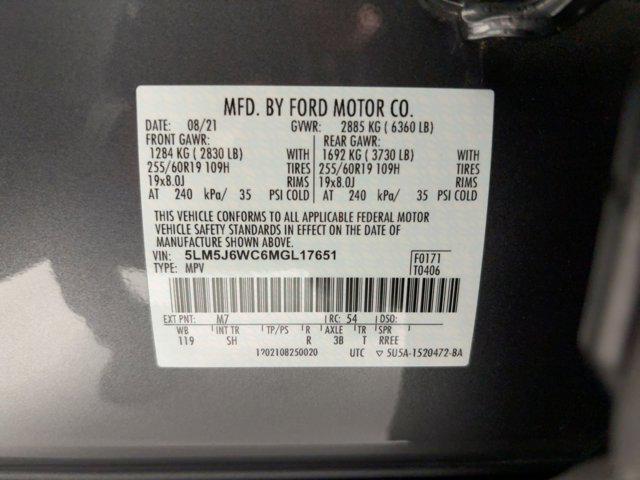 MFD. BY FORD MOTOR CO.
DATE: 08/21 GVWR: 2885 KG ( 6360 LB)
FRONT GAWR: REAR GAWR:
1284 KG ( 2830 LB) WITH 1692 KG ( 3730 LB) WITH
255/60R19 109H TIRES 255/60R19 109H TIRES
19x8.0J RIMS 19x8.0J RIMS
AT 240 kPa/ 35 PSI COLD AT 240 kPa/ 35 PSI COLD
THIS VEHICLE CONFORMS TO ALL APPLICABLE FEDERAL MOTOR
VEHICLE SAFETY STANDARDS IN EFFECT ON THE DATE OF
MANUFACTURE SHOWN ABOVE.
VIN: 5LM5J6WC6MGL17651 F0171
TYPE: MPV T0406
EXT PNT: M7 RC: 54 DSO:
WB INT TR TP/PS R AXLE TR SPR
119 SH R 3B T RREE
1202108250020 UTC ▽ 5U5A-1520472-BA